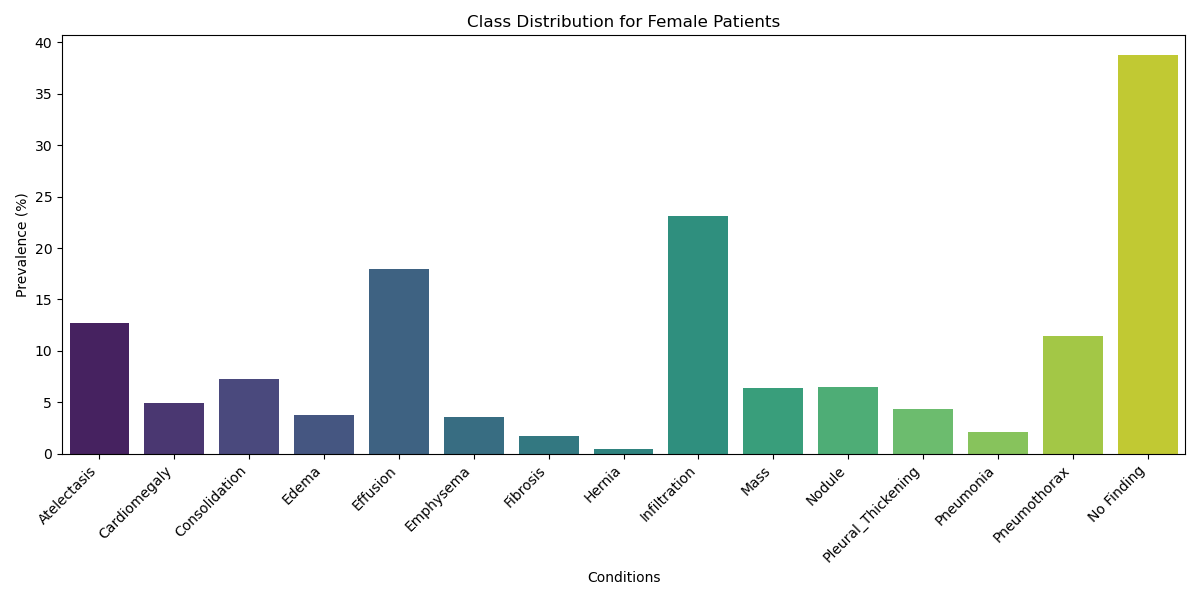 Class Distribution for Female Patients
Prevalence (%)
40
35
30
25
20
15
10
5
0
Atelectasis
Cardiomegaly
Consolidation
Edema
Effusion
Emphysema
Fibrosis
Hernia
Infiltration
Mass
Nodule
Pleural_Thickening
Pneumonia
Pneumothorax
No Finding
Conditions